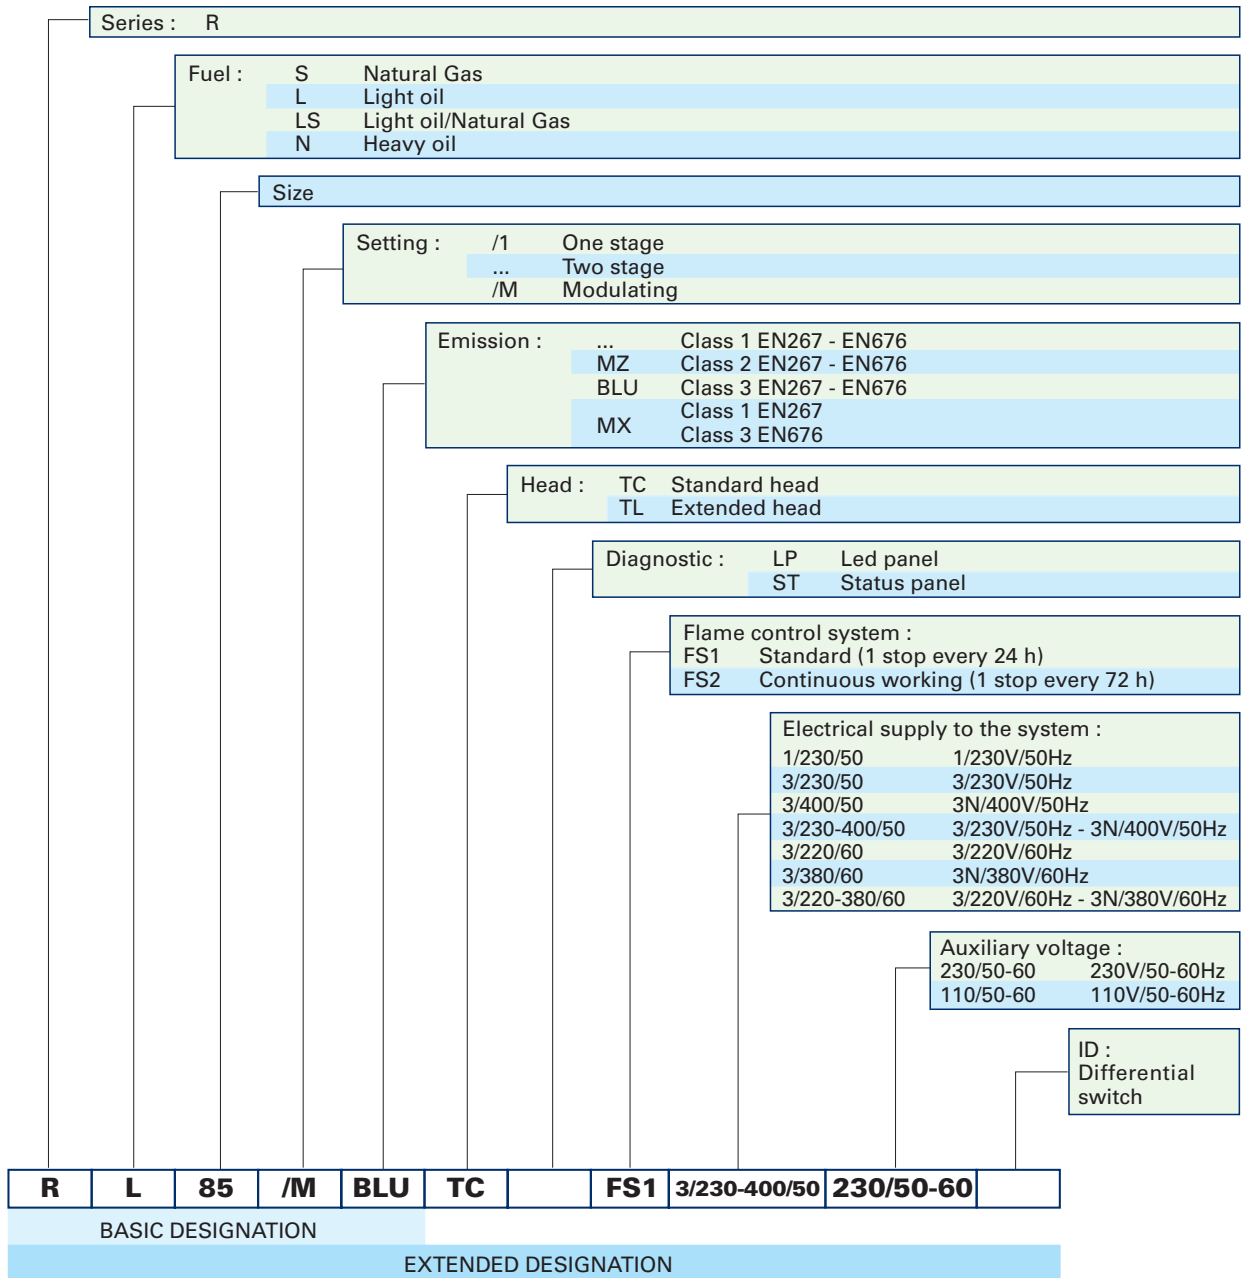 Series : R
Fuel : S Natural Gas
L Light oil
LS Light oil/Natural Gas
N Heavy oil
Size
Setting : /1 One stage
... Two stage
/M Modulating
Emission : ... Class 1 EN267 - EN676
MZ Class 2 EN267 - EN676
BLU Class 3 EN267 - EN676
MX Class 1 EN267
Class 3 EN676
Head : TC Standard head
TL Extended head
Diagnostic : LP Led panel
ST Status panel
Flame control system :
FS1 Standard (1 stop every 24 h)
FS2 Continuous working (1 stop every 72 h)
Electrical supply to the system :
1/230/50 1/230V/50Hz
3/230/50 3/230V/50Hz
3/400/50 3N/400V/50Hz
3/230-400/50 3/230V/50Hz - 3N/400V/50Hz
3/220/60 3/220V/60Hz
3/380/60 3N/380V/60Hz
3/220-380/60 3/220V/60Hz - 3N/380V/60Hz
Auxiliary voltage :
230/50-60 230V/50-60Hz
110/50-60 110V/50-60Hz
ID :
Differential
switch
R L 85 /M BLU TC FS1 3/230-400/50 230/50-60
BASIC DESIGNATION
EXTENDED DESIGNATION